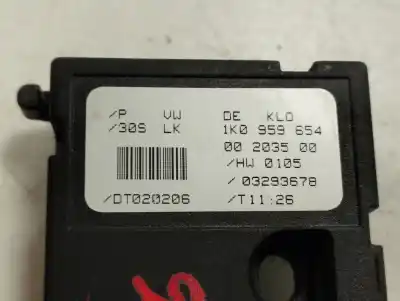 /P VW DE KLO
/30S LK 1K0 959 654
00 2035 00
/HW 0105
/ 03293678
/DT020206 /T11:26